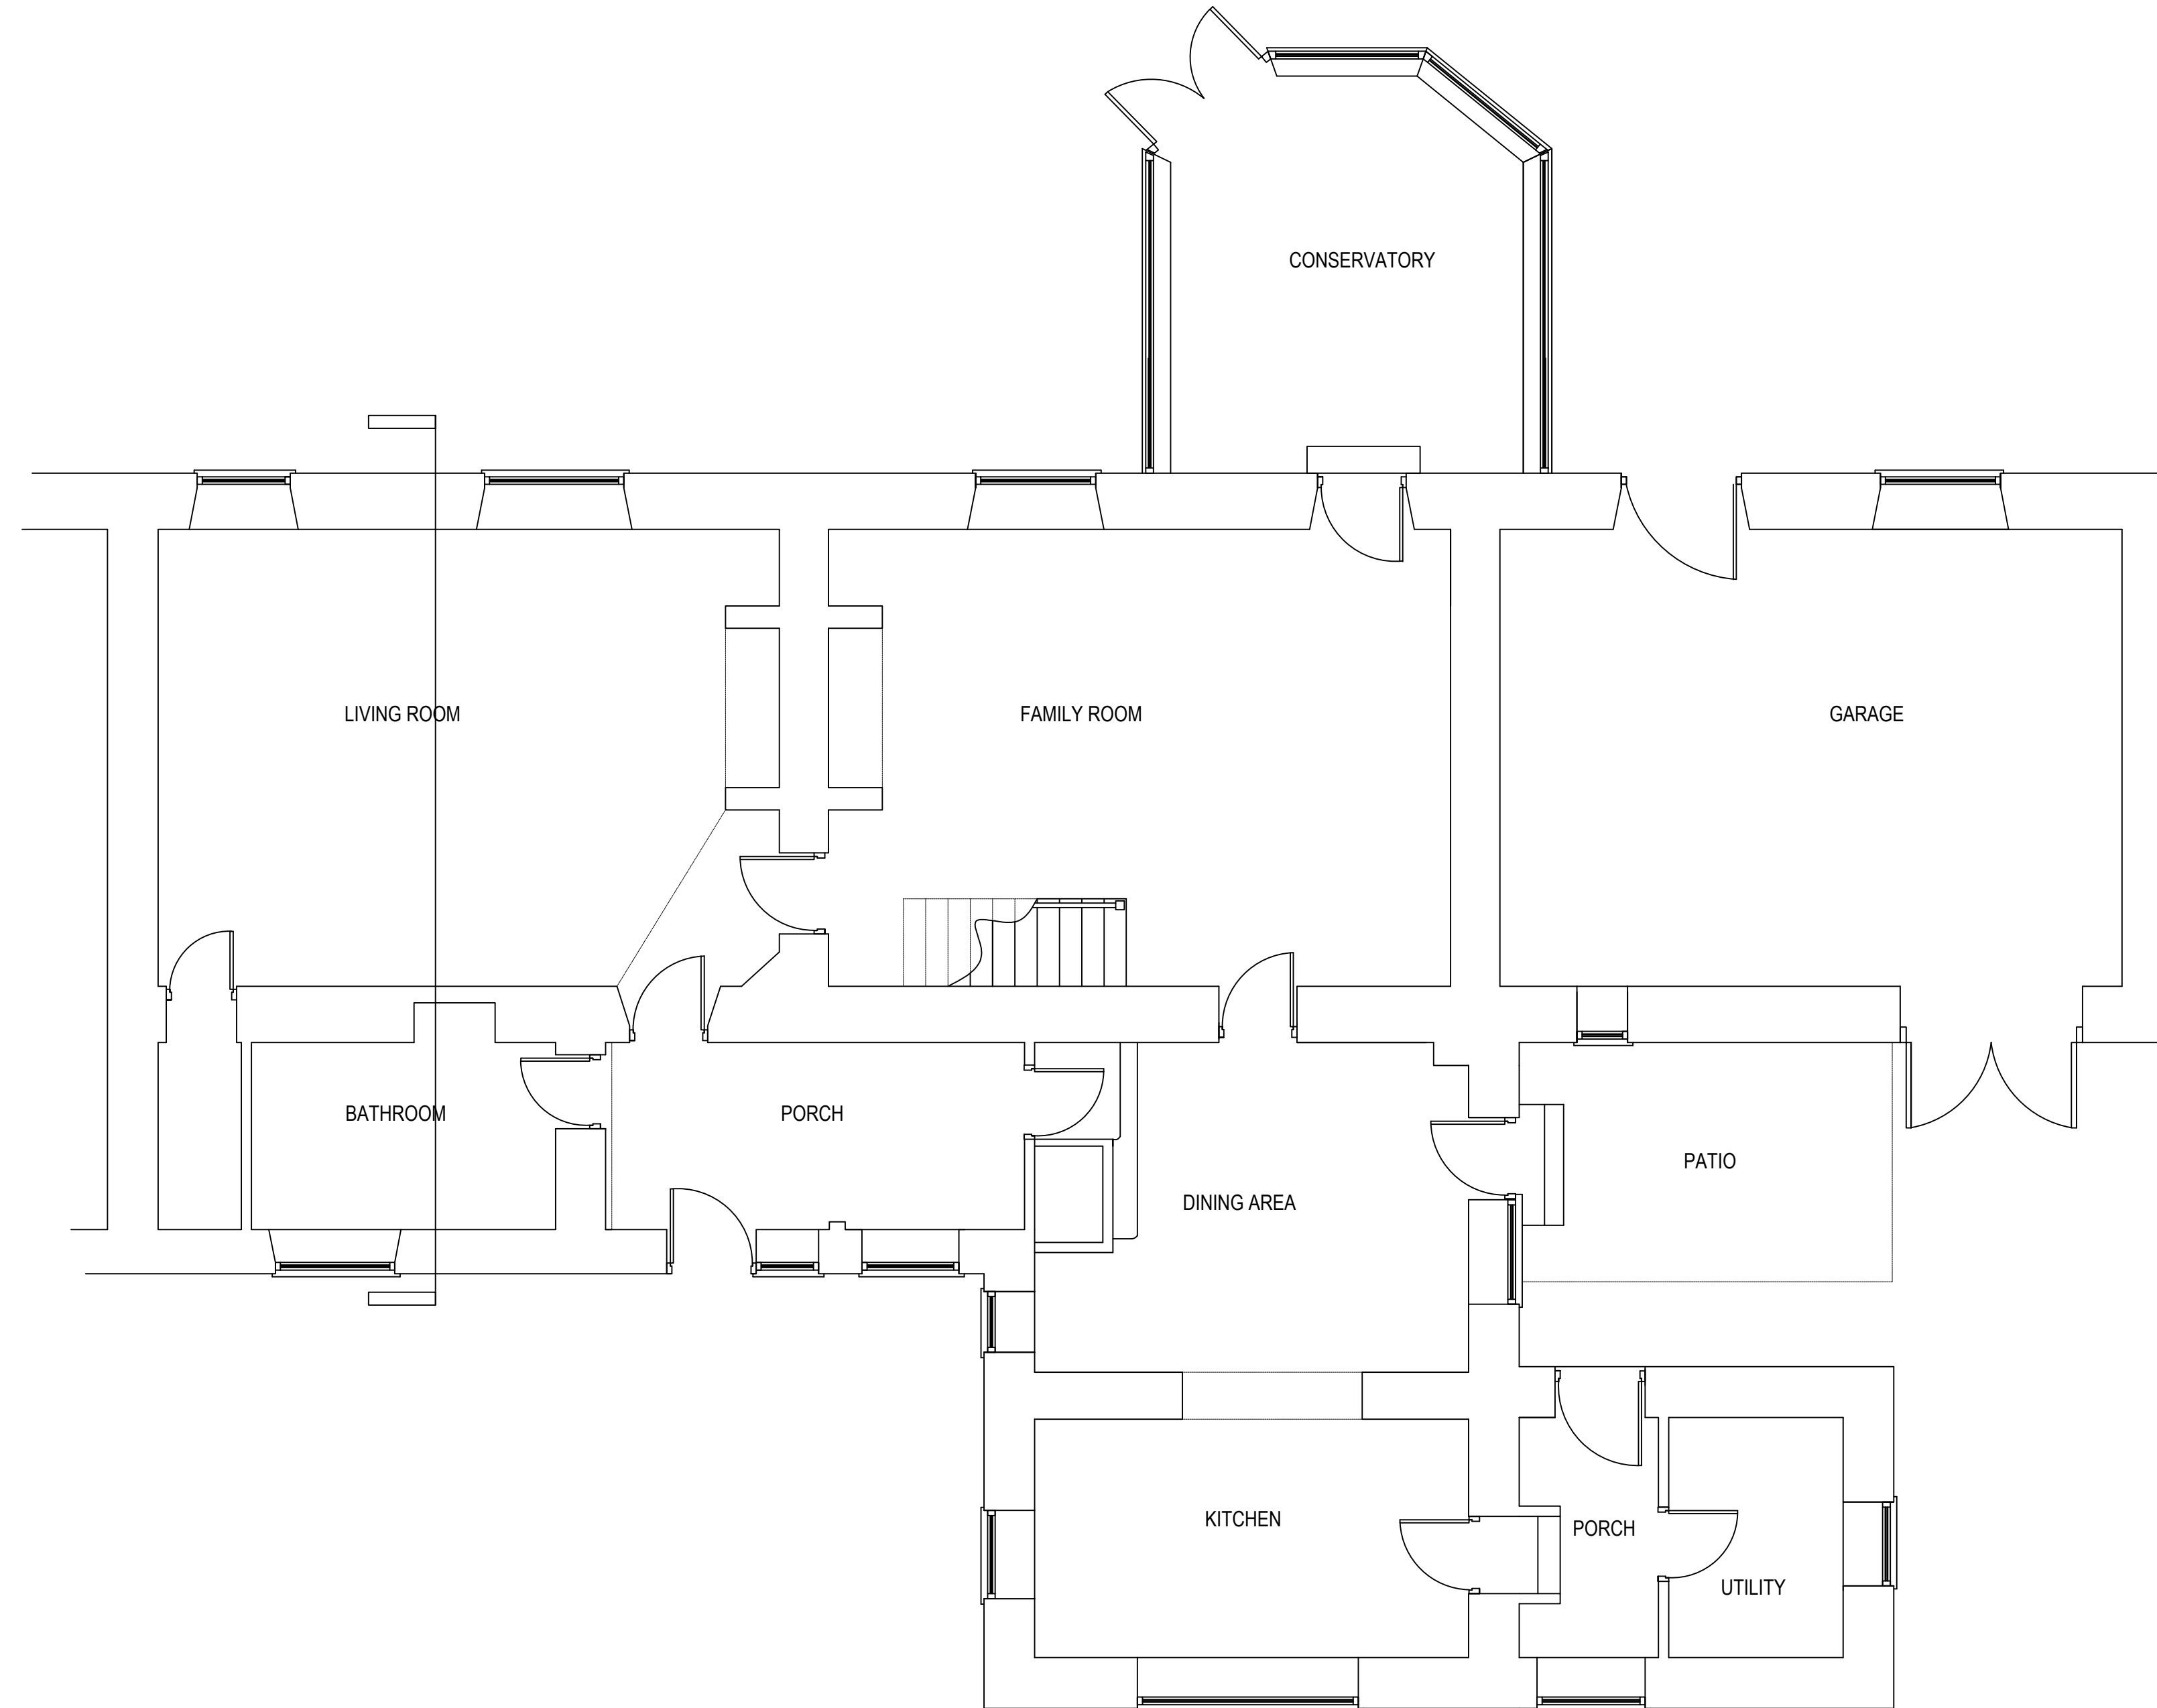 CONSERVATORY
LIVING ROOM
FAMILY ROOM
GARAGE
BATHROOM
PORCH
DINING AREA
PATIO
KITCHEN
PORCH
UTILITY